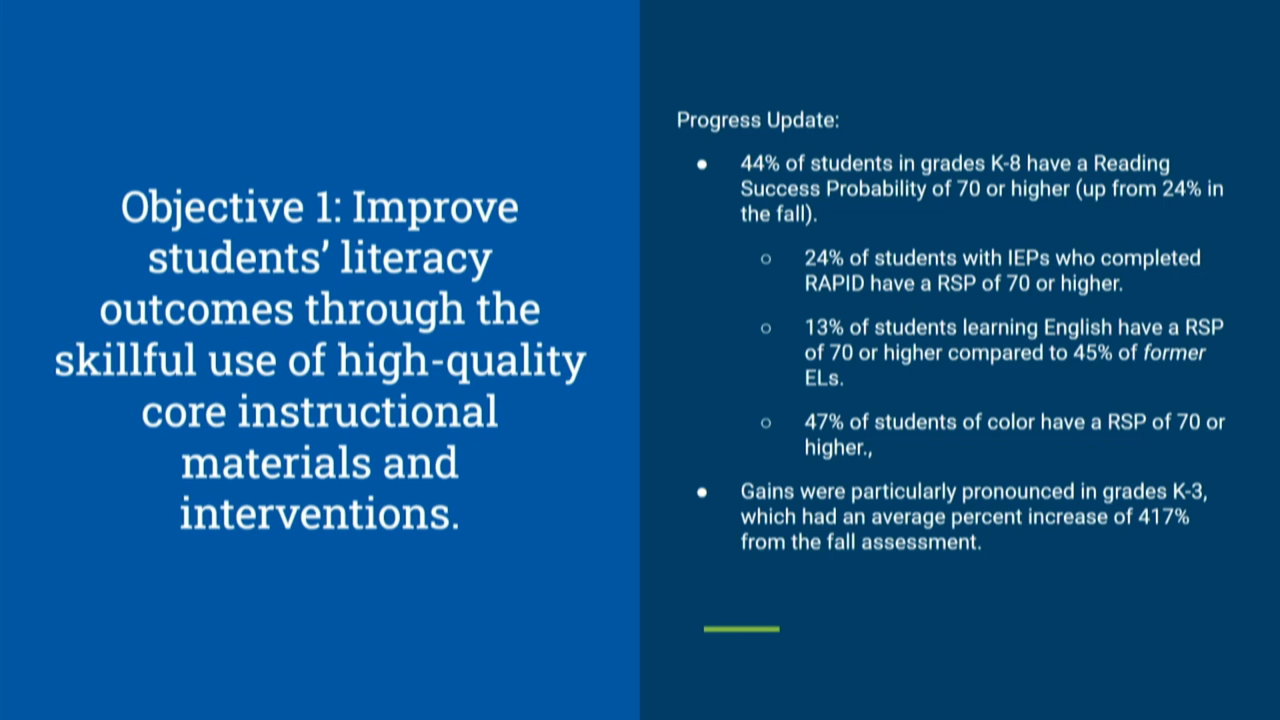 Objective 1: Improve
students’ literacy
outcomes through the
skillful use of high-quality
core instructional
materials and
interventions.
Progress Update:
● 44% of students in grades K-8 have a Reading
Success Probability of 70 or higher (up from 24% in
the fall).
○ 24% of students with IEPs who completed
RAPID have a RSP of 70 or higher.
○ 13% of students learning English have a RSP
of 70 or higher compared to 45% of former
ELs.
○ 47% of students of color have a RSP of 70 or
higher.,
● Gains were particularly pronounced in grades K-3,
which had an average percent increase of 417%
from the fall assessment.